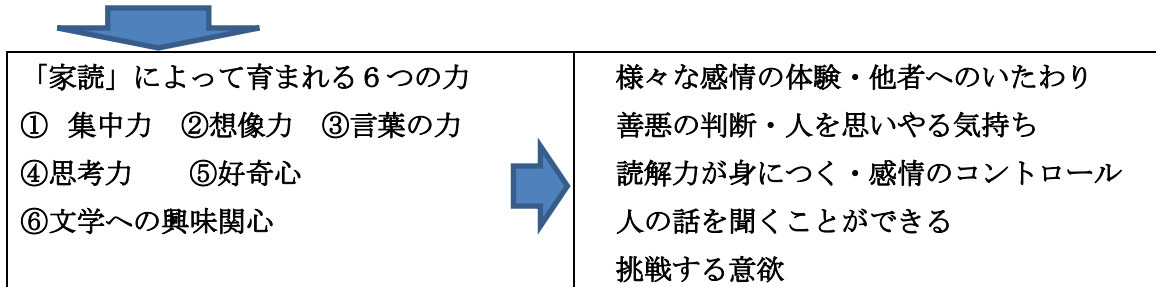 「家読」によって育まれる６つの力
① 集中力　②想像力　③言葉の力
④思考力　　⑤好奇心
⑥文学への興味関心
様々な感情の体験・他者へのいたわり
善悪の判断・人を思いやる気持ち
読解力が身につく・感情のコントロール
人の話を聞くことができる
挑戦する意欲